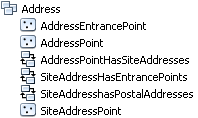 Address
AddressEntrancePoint
AddressPoint
AddressPointHasSiteAddresses
SiteAddressHasEntrancePoints
SiteAddresshasPostalAddresses
SiteAddressPoint